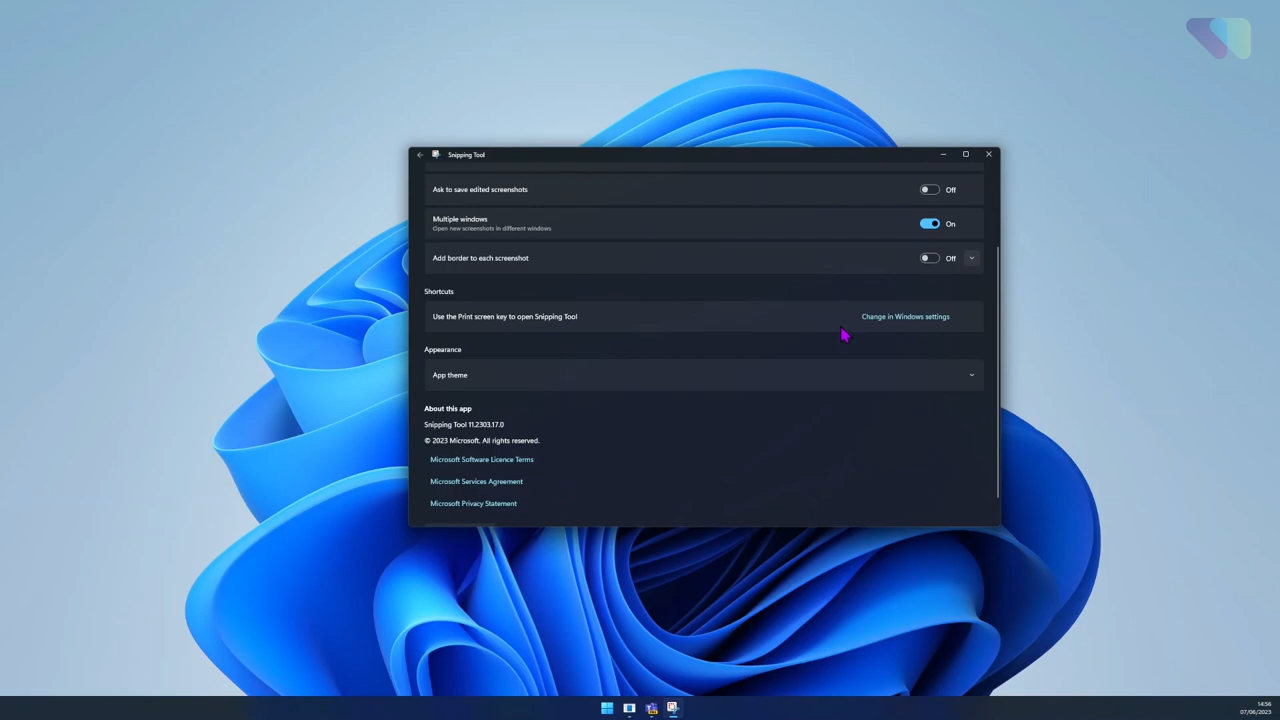 Snipping Tool
Ask to save edited screenshots
Off
Multiple windows
Open new screenshots in different windows
On
Add border to each screenshot
Off
Shortcuts
Use the Print screen key to open Snipping Tool
Change in Windows settings
Appearance
App theme
About this app
Snipping Tool 11.2303.17.0
© 2023 Microsoft. All rights reserved.
Microsoft Software Licence Terms
Microsoft Services Agreement
Microsoft Privacy Statement
14:56
07/06/2023